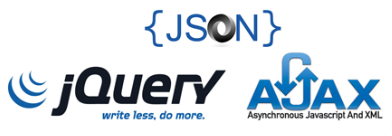 {JSON}
jQuery
write less, do more.
AJAX
Asynchronous Javascript And XML